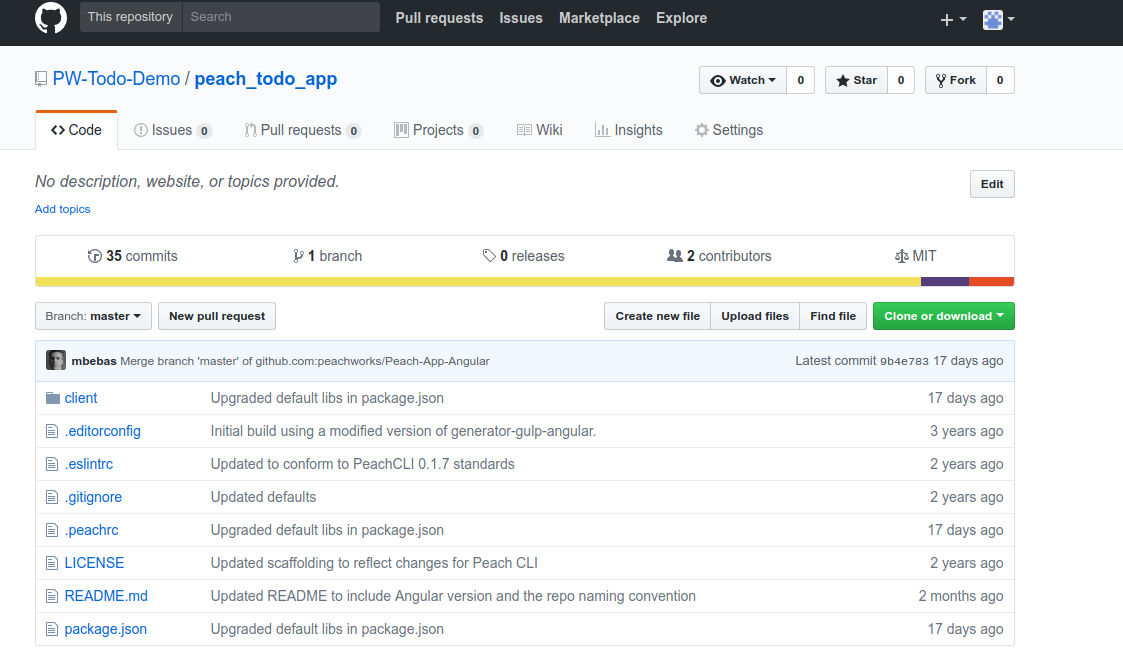 This repository Search Pull requests Issues Marketplace Explore
PW-Todo-Demo / peach_todo_app Watch 0 Star 0 Fork 0
Code Issues 0 Pull requests 0 Projects 0 Wiki Insights Settings
No description, website, or topics provided. Edit
Add topics
35 commits 1 branch 0 releases 2 contributors MIT
Branch: master New pull request Create new file Upload files Find file Clone or download
mbebas Merge branch 'master' of github.com:peachworks/Peach-App-Angular Latest commit 9b4e783 17 days ago
client Upgraded default libs in package.json 17 days ago
.editorconfig Initial build using a modified version of generator-gulp-angular. 3 years ago
.eslintrc Updated to conform to PeachCLI 0.1.7 standards 2 years ago
.gitignore Updated defaults 2 years ago
.peachrc Upgraded default libs in package.json 17 days ago
LICENSE Updated scaffolding to reflect changes for Peach CLI 2 years ago
README.md Updated README to include Angular version and the repo naming convention 2 months ago
package.json Upgraded default libs in package.json 17 days ago